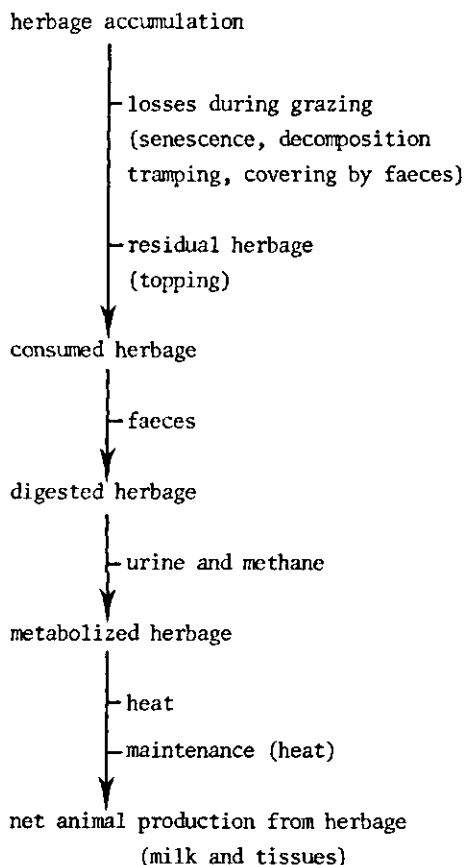 herbage accumulation
losses during grazing
(senescence, decomposition
tramping, covering by faeces)
residual herbage
(topping)
consumed herbage
faeces
digested herbage
urine and methane
metabolized herbage
heat
maintenance (heat)
net animal production from herbage
(milk and tissues)